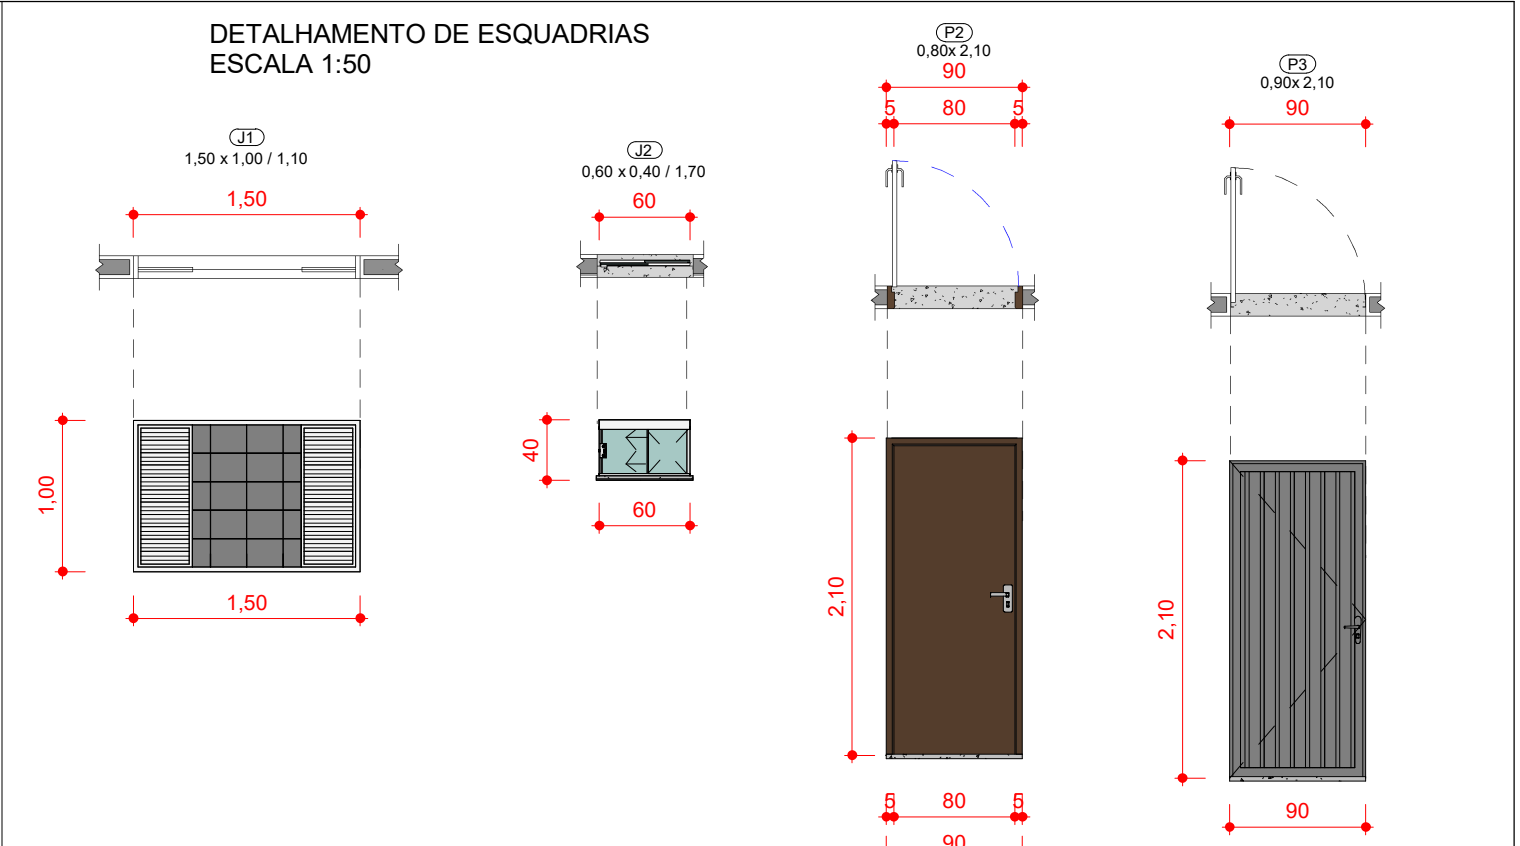 DETALHAMENTO DE ESQUADRIAS
ESCALA 1:50
J1
1,50 x 1,00 / 1,10
1,50
1,00
1,50
J2
0,60 x 0,40 / 1,70
60
40
60
P2
0,80x 2,10
90
5 80 5
2,10
5 80 5
90
P3
0,90x 2,10
90
2,10
90